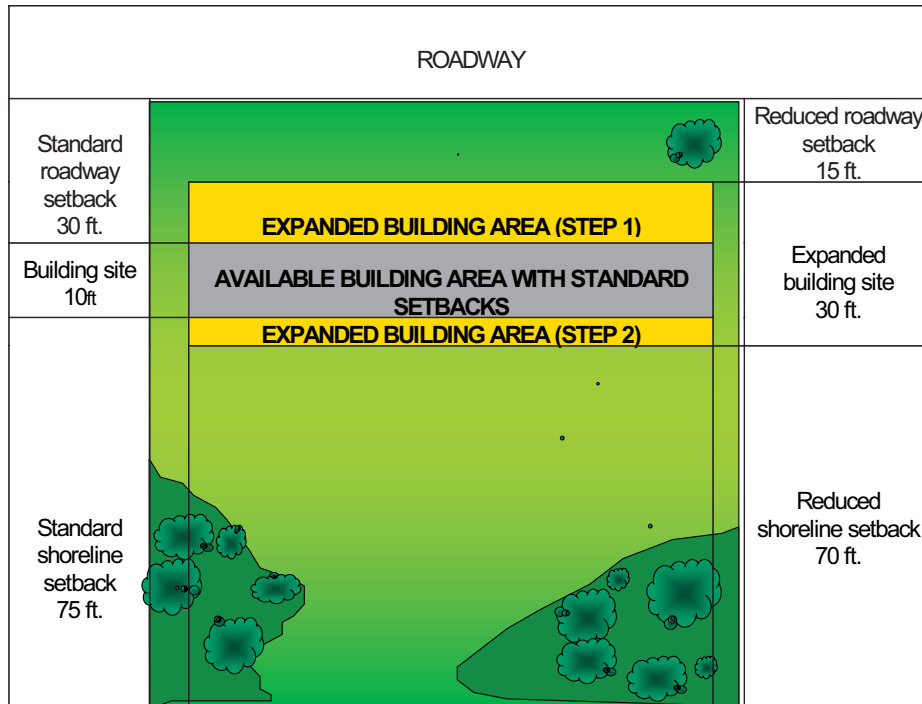 ROADWAY
Standard
roadway
setback
30 ft.
Reduced roadway
setback
15 ft.
EXPANDED BUILDING AREA (STEP 1)
Building site
10ft
AVAILABLE BUILDING AREA WITH STANDARD
SETBACKS
Expanded
building site
30 ft.
EXPANDED BUILDING AREA (STEP 2)
Standard
shoreline
setback
75 ft.
Reduced
shoreline setback
70 ft.